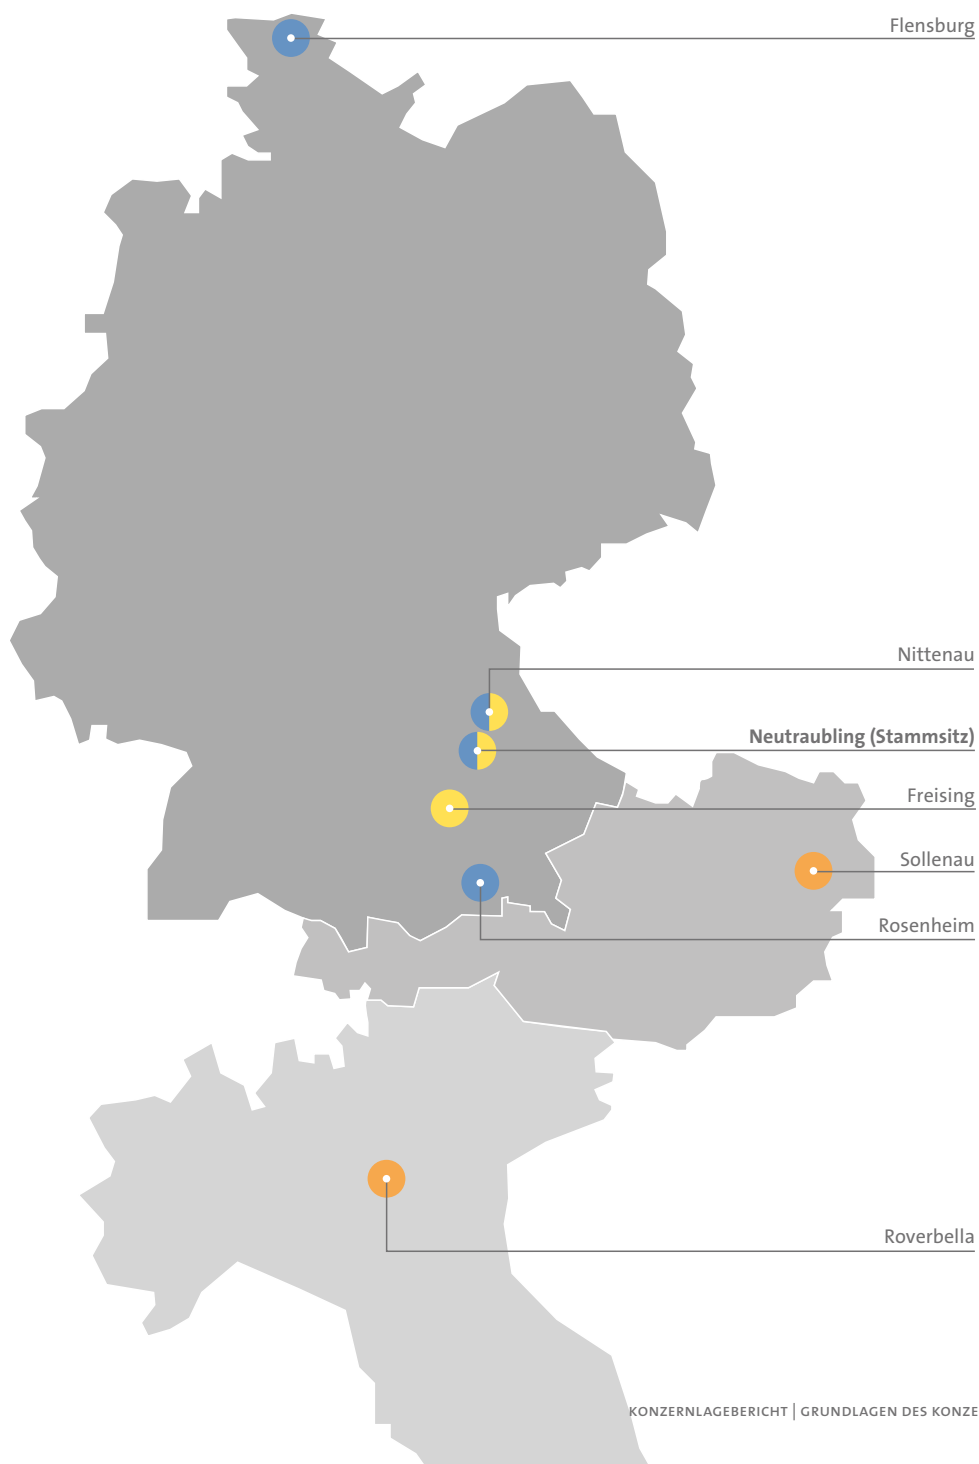 Flensburg
Nittenau
Neutraubling (Stammsitz)
Freising
Sollenau
Rosenheim
Roverbella
KONZERNLAGEBERICHT | GRUNDLAGEN DES KONZE